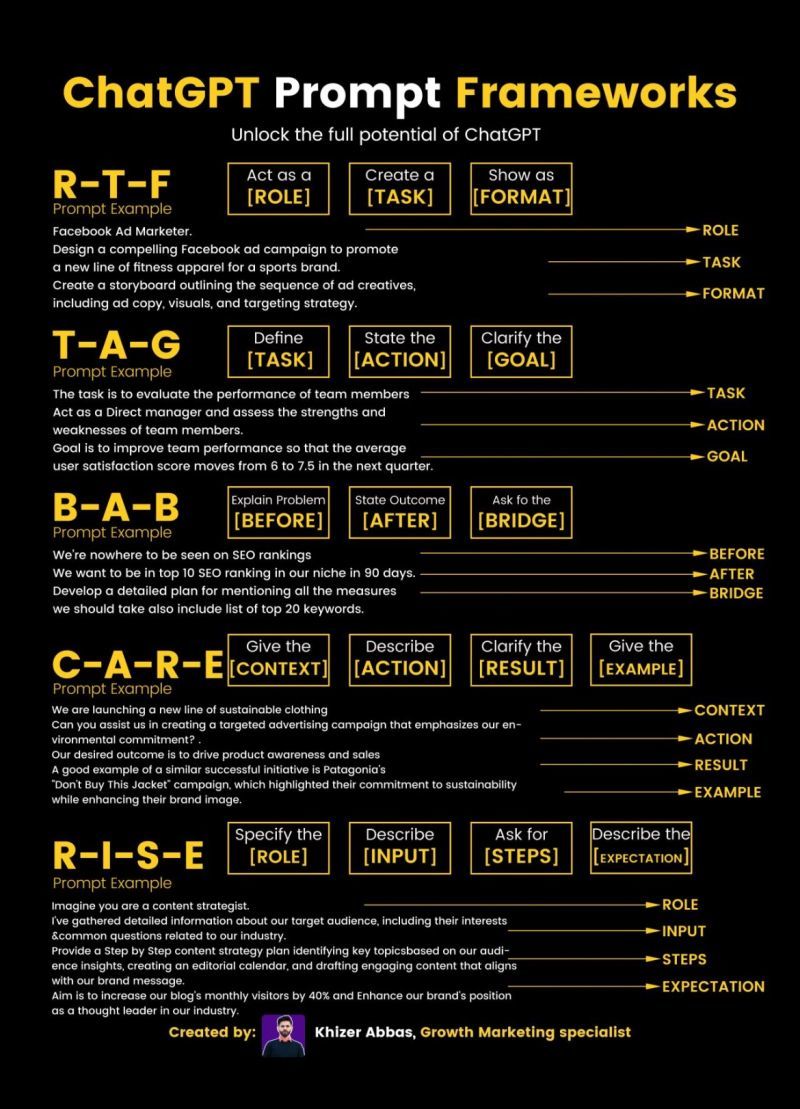 ChatGPT Prompt Frameworks
Unlock the full potential of ChatGPT
R-T-F
Prompt Example
Act as a
[ROLE]
Create a
[TASK]
Show as
[FORMAT]
Facebook Ad Marketer.
Design a compelling Facebook ad campaign to promote
a new line of fitness apparel for a sports brand.
Create a storyboard outlining the sequence of ad creatives,
including ad copy, visuals, and targeting strategy.
ROLE
TASK
FORMAT
T-A-G
Prompt Example
Define
[TASK]
State the
[ACTION]
Clarify the
[GOAL]
The task is to evaluate the performance of team members
Act as a Direct manager and assess the strengths and
weaknesses of team members.
Goal is to improve team performance so that the average
user satisfaction score moves from 6 to 7.5 in the next quarter.
TASK
ACTION
GOAL
B-A-B
Prompt Example
Explain Problem
[BEFORE]
State Outcome
[AFTER]
Ask fo the
[BRIDGE]
We're nowhere to be seen on SEO rankings
We want to be in top 10 SEO ranking in our niche in 90 days.
Develop a detailed plan for mentioning all the measures
we should take also include list of top 20 keywords.
BEFORE
AFTER
BRIDGE
C-A-R-E
Prompt Example
Give the
[CONTEXT]
Describe
[ACTION]
Clarify the
[RESULT]
Give the
[EXAMPLE]
We are launching a new line of sustainable clothing
Can you assist us in creating a targeted advertising campaign that emphasizes our en-
vironmental commitment? .
Our desired outcome is to drive product awareness and sales
A good example of a similar successful initiative is Patagonia's
"Don't Buy This Jacket" campaign, which highlighted their commitment to sustainability
while enhancing their brand image.
CONTEXT
ACTION
RESULT
EXAMPLE
R-I-S-E
Prompt Example
Specify the
[ROLE]
Describe
[INPUT]
Ask for
[STEPS]
Describe the
[EXPECTATION]
Imagine you are a content strategist.
I've gathered detailed information about our target audience, including their interests
&common questions related to our industry.
Provide a Step by Step content strategy plan identifying key topicsbased on our audi-
ence insights, creating an editorial calendar, and drafting engaging content that aligns
with our brand message.
Aim is to increase our blog's monthly visitors by 40% and Enhance our brand's position
as a thought leader in our industry.
ROLE
INPUT
STEPS
EXPECTATION
Created by: Khizer Abbas, Growth Marketing specialist